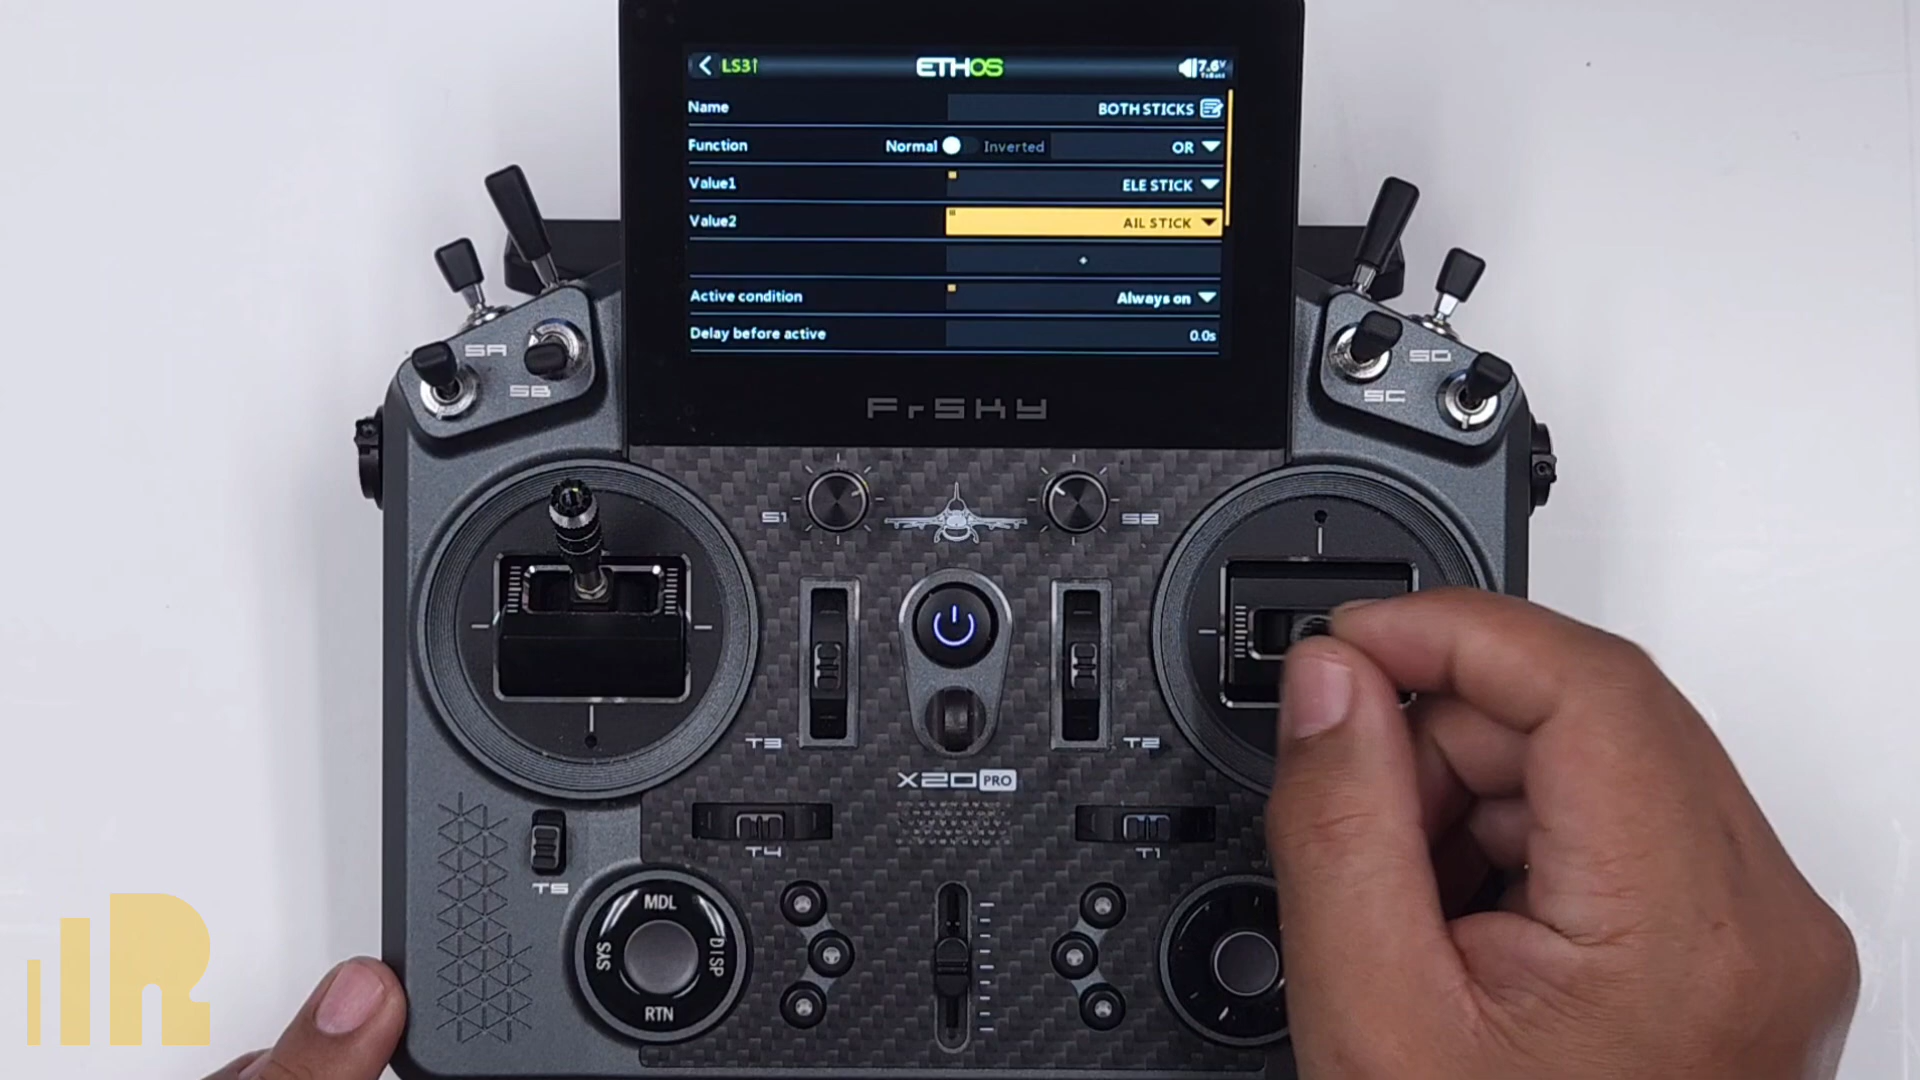 LS3↑ ETHOS 7.6V
Name BOTH STICKS
Function Normal Inverted OR
Value1 ELE STICK
Value2 AIL STICK
Active condition Always on
Delay before active 0.0s
FrSKY
SA
SB
SD
SC
S1
S2
T3
T2
X20 PRO
T4
T1
T5
MDL
SYS
DISP
RTN
R